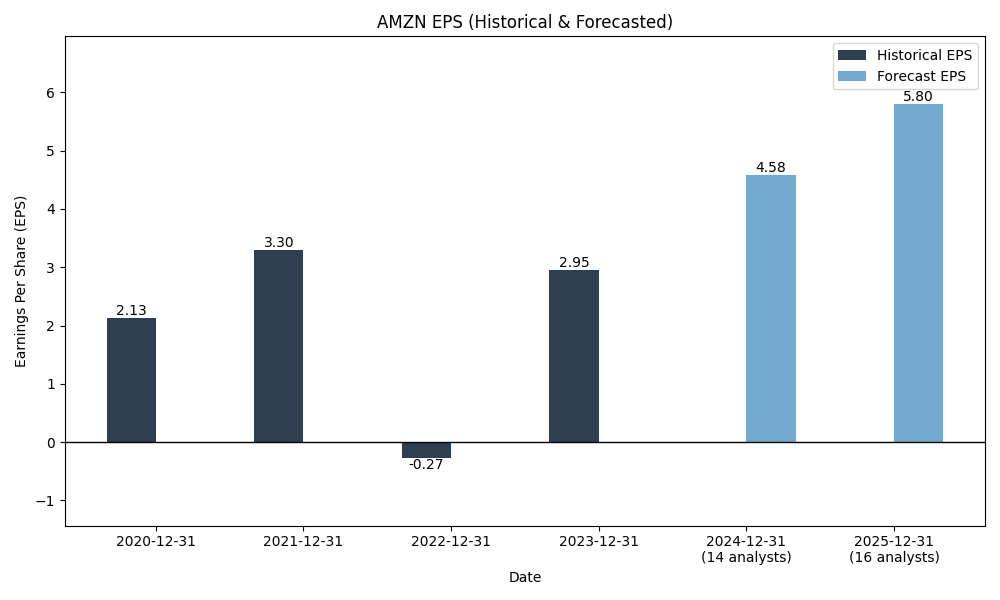 AMZN EPS (Historical & Forecasted)
Historical EPS
Forecast EPS
Earnings Per Share (EPS)
6
5
4
3
2
1
0
−1
2.13
3.30
-0.27
2.95
4.58
5.80
2020-12-31
2021-12-31
2022-12-31
2023-12-31
2024-12-31
(14 analysts)
2025-12-31
(16 analysts)
Date